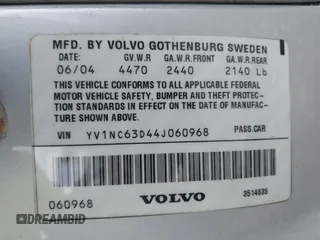 MFD. BY VOLVO GOTHENBURG SWEDEN
DATE G.V.W.R GA.W.R.FRONT GA.W.R.REAR
06/04 4470 2440 2140 Lb
THIS VEHICLE CONFORMS TO ALL APPLICABLE FEDERAL
MOTOR VEHICLE SAFETY, BUMPER AND THEFT PROTEC-
TION STANDARDS IN EFFECT ON THE DATE OF MANUFAC-
TURE SHOWN ABOVE.
VIN YV1NC63D44J060968 PASS.CAR
060968 VOLVO 3514635
DREAMBID